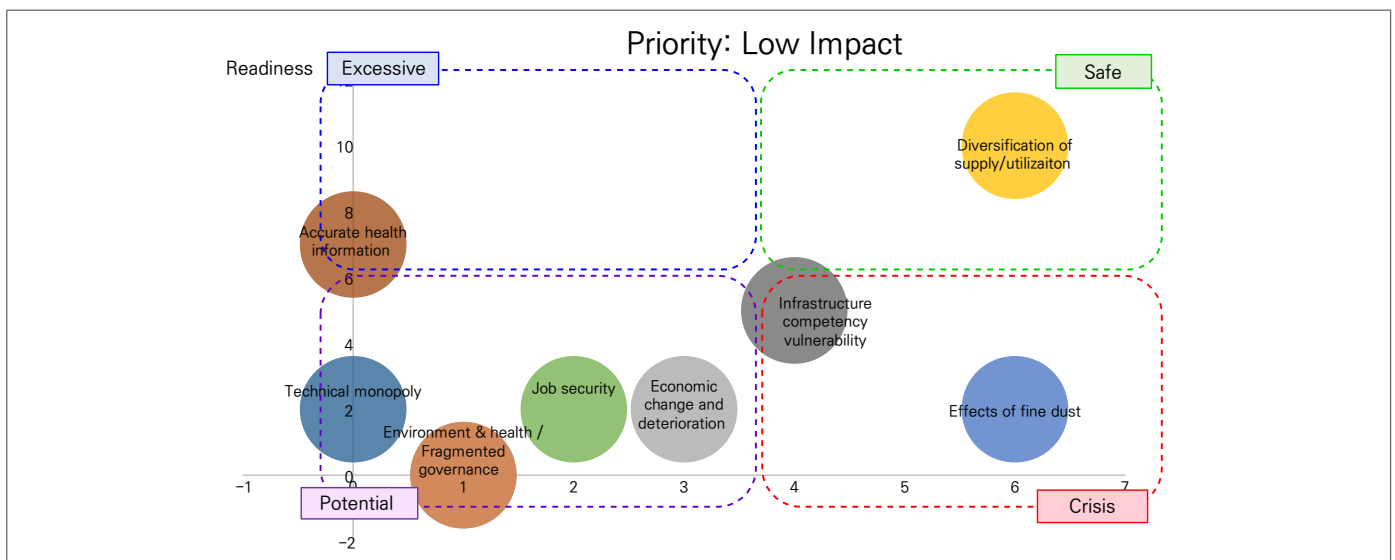 Priority: Low Impact
Readiness
Excessive
Safe
12
10
Diversification of
supply/utilizaiton
8
Accurate health
information
6
Infrastructure
competency
vulnerability
4
Technical monopoly
Job security
Economic
change and
deterioration
2
Effects of fine dust
Environment & health /
Fragmented
governance
0
−1
0
1
2
3
4
5
6
7
Potential
Crisis
−2